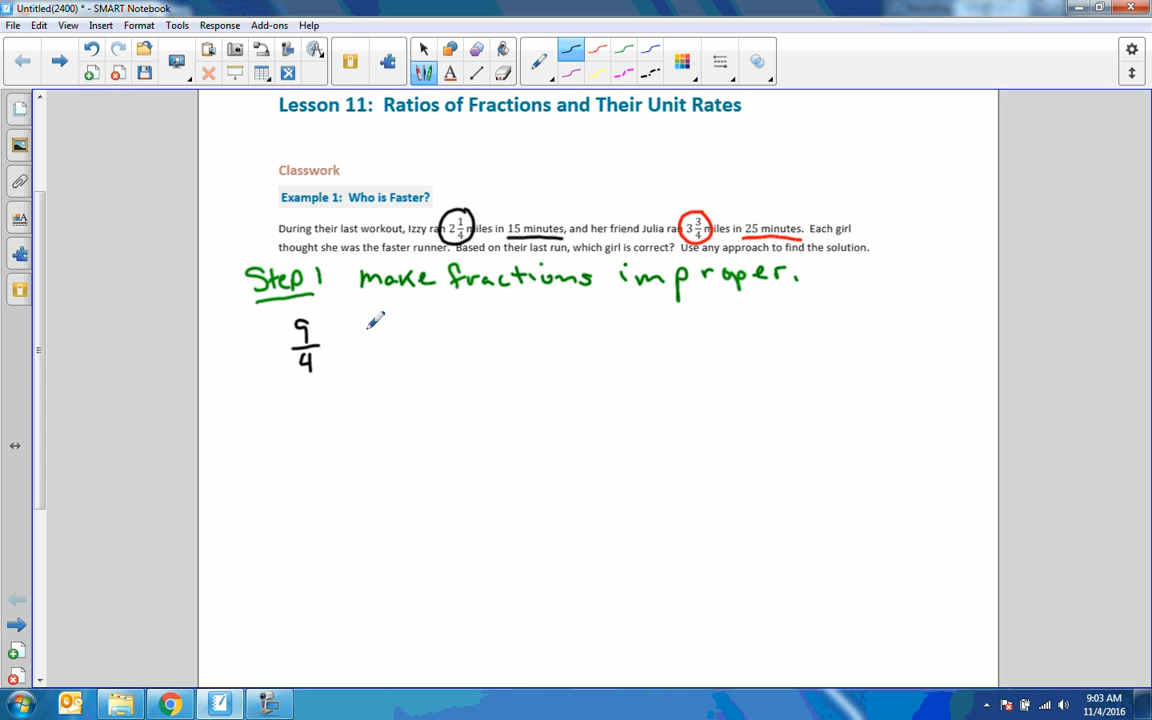 Untitled(2400) * - SMART Notebook
File Edit View Insert Format Tools Response Add-ons Help
Lesson 11: Ratios of Fractions and Their Unit Rates
Classwork
Example 1: Who is Faster?
During their last workout, Izzy ran 2 1/4 miles in 15 minutes, and her friend Julia ran 3 3/4 miles in 25 minutes. Each girl
thought she was the faster runner. Based on their last run, which girl is correct? Use any approach to find the solution.
Step 1 make fractions improper.
9/4
9:03 AM
11/4/2016